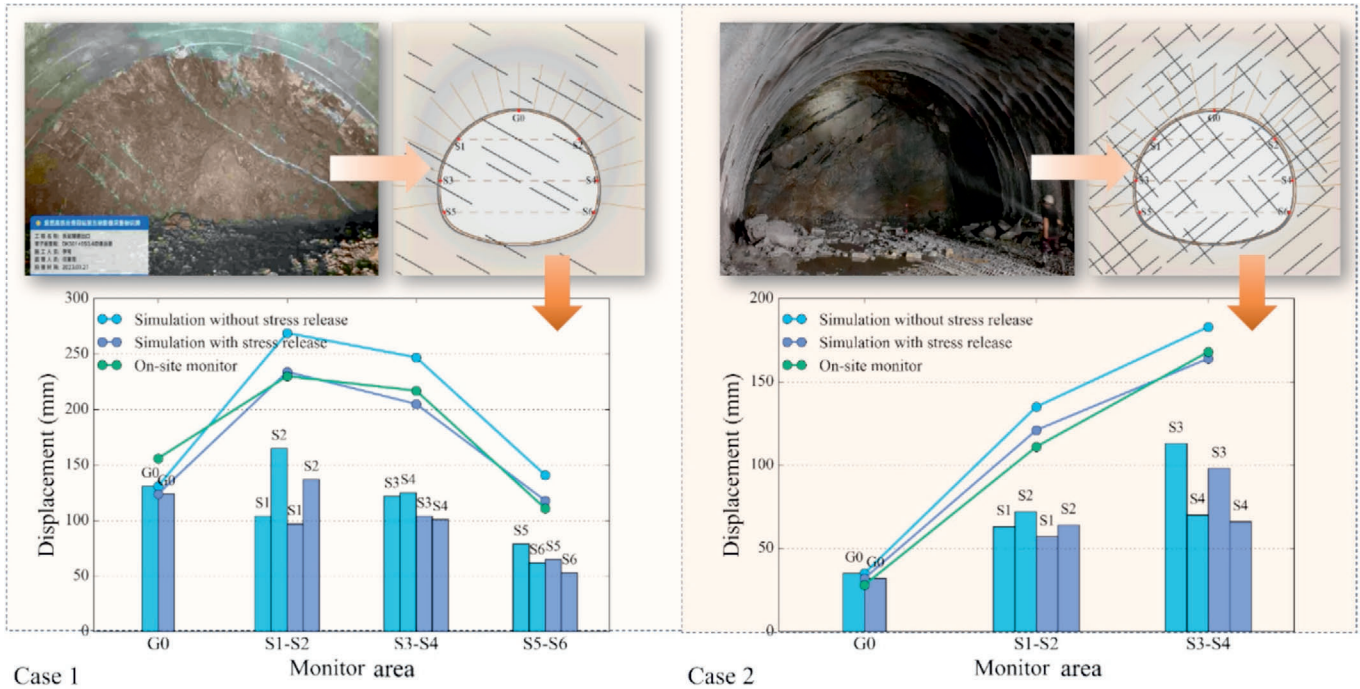 G0
S1
S2
S3
S4
S5
S6
G0
S1
S2
S3
S4
S5
S6
300
250
200
150
100
50
0
Displacement (mm)
Simulation without stress release
Simulation with stress release
On-site monitor
G0
G0
S1
S2
S1
S2
S3
S4
S3
S4
S5
S6
S5
S6
G0
S1-S2
S3-S4
S5-S6
Monitor area
Case 1
200
150
100
50
0
Displacement (mm)
Simulation without stress release
Simulation with stress release
On-site monitor
G0
G0
S1
S2
S1
S2
S3
S4
S3
S4
G0
S1-S2
S3-S4
Monitor area
Case 2